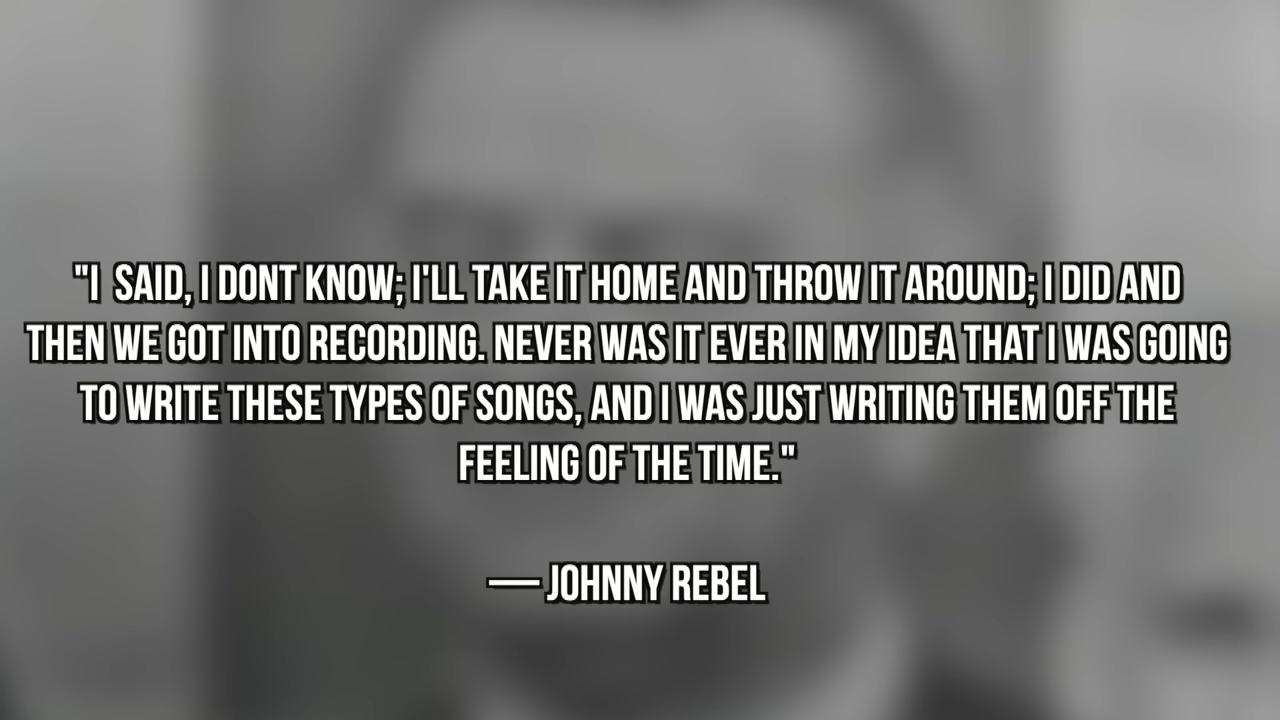 "I SAID, I DONT KNOW; I'LL TAKE IT HOME AND THROW IT AROUND; I DID AND
THEN WE GOT INTO RECORDING. NEVER WAS IT EVER IN MY IDEA THAT I WAS GOING
TO WRITE THESE TYPES OF SONGS, AND I WAS JUST WRITING THEM OFF THE
FEELING OF THE TIME."
— JOHNNY REBEL